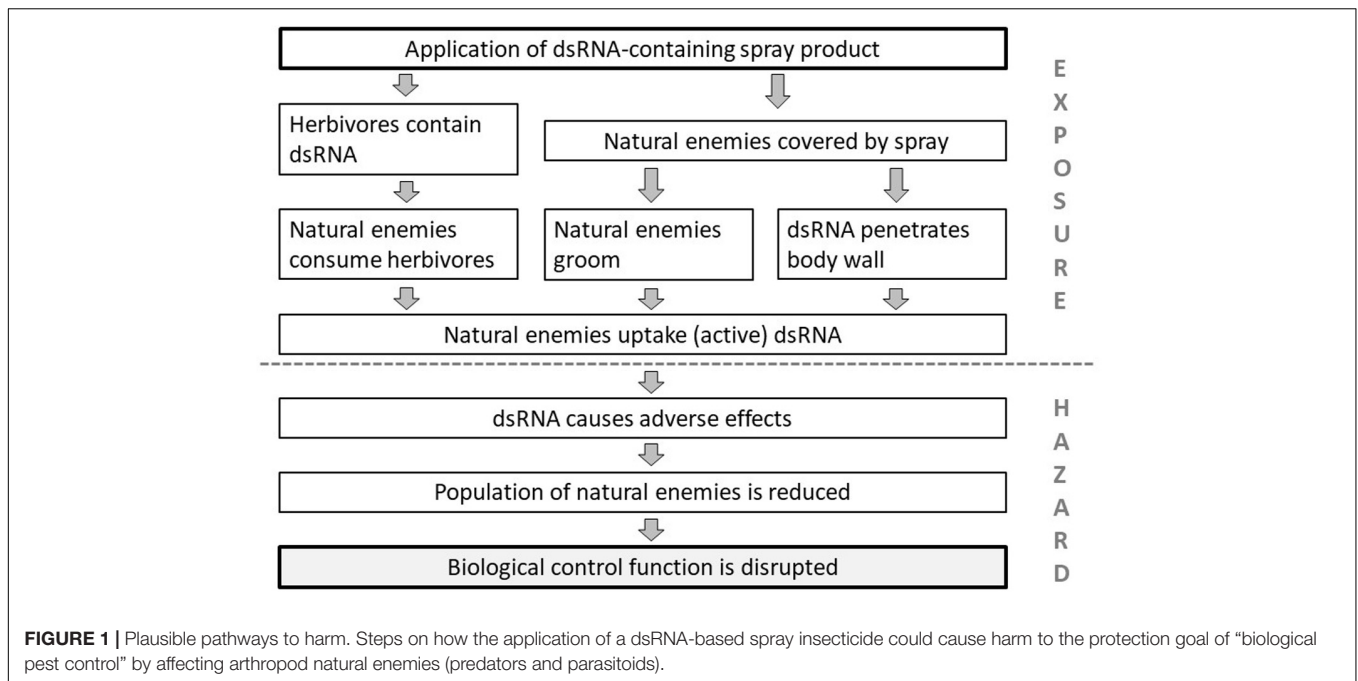 Application of dsRNA-containing spray product
Herbivores contain
dsRNA
Natural enemies covered by spray
Natural enemies
consume herbivores
Natural enemies
groom
dsRNA penetrates
body wall
Natural enemies uptake (active) dsRNA
E
X
P
O
S
U
R
E
dsRNA causes adverse effects
Population of natural enemies is reduced
Biological control function is disrupted
H
A
Z
A
R
D
FIGURE 1 | Plausible pathways to harm. Steps on how the application of a dsRNA-based spray insecticide could cause harm to the protection goal of “biological
pest control” by affecting arthropod natural enemies (predators and parasitoids).